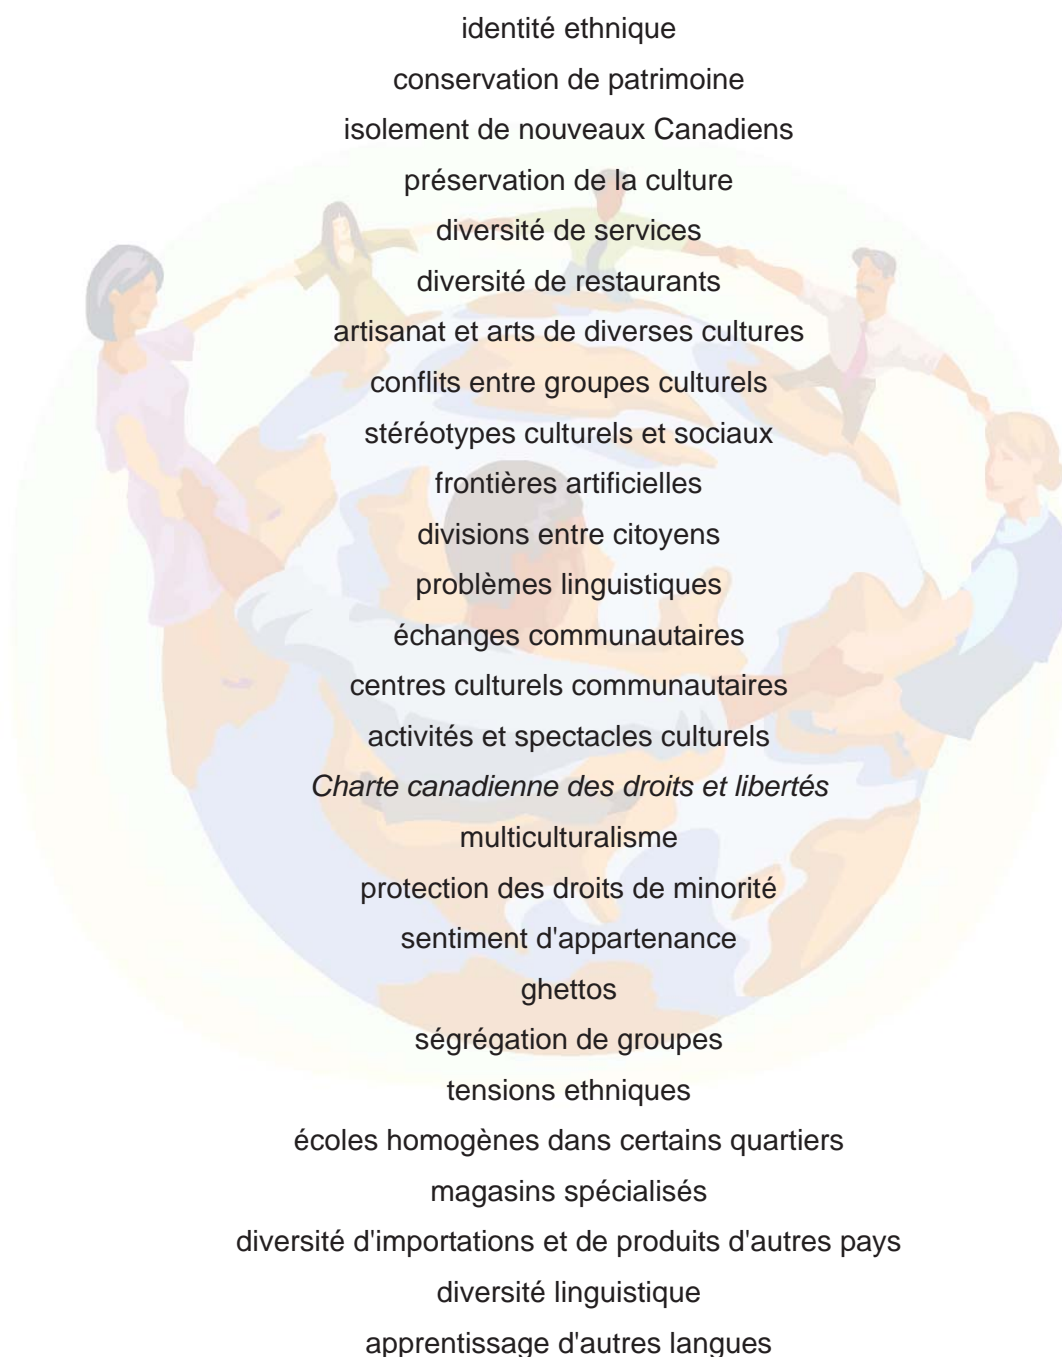 identité ethnique
conservation de patrimoine
isolement de nouveaux Canadiens
préservation de la culture
diversité de services
diversité de restaurants
artisanat et arts de diverses cultures
conflits entre groupes culturels
stéréotypes culturels et sociaux
frontières artificielles
divisions entre citoyens
problèmes linguistiques
échanges communautaires
centres culturels communautaires
activités et spectacles culturels
Charte canadienne des droits et libertés
multiculturalisme
protection des droits de minorité
sentiment d'appartenance
ghettos
ségrégation de groupes
tensions ethniques
écoles homogènes dans certains quartiers
magasins spécialisés
diversité d'importations et de produits d'autres pays
diversité linguistique
apprentissage d'autres langues